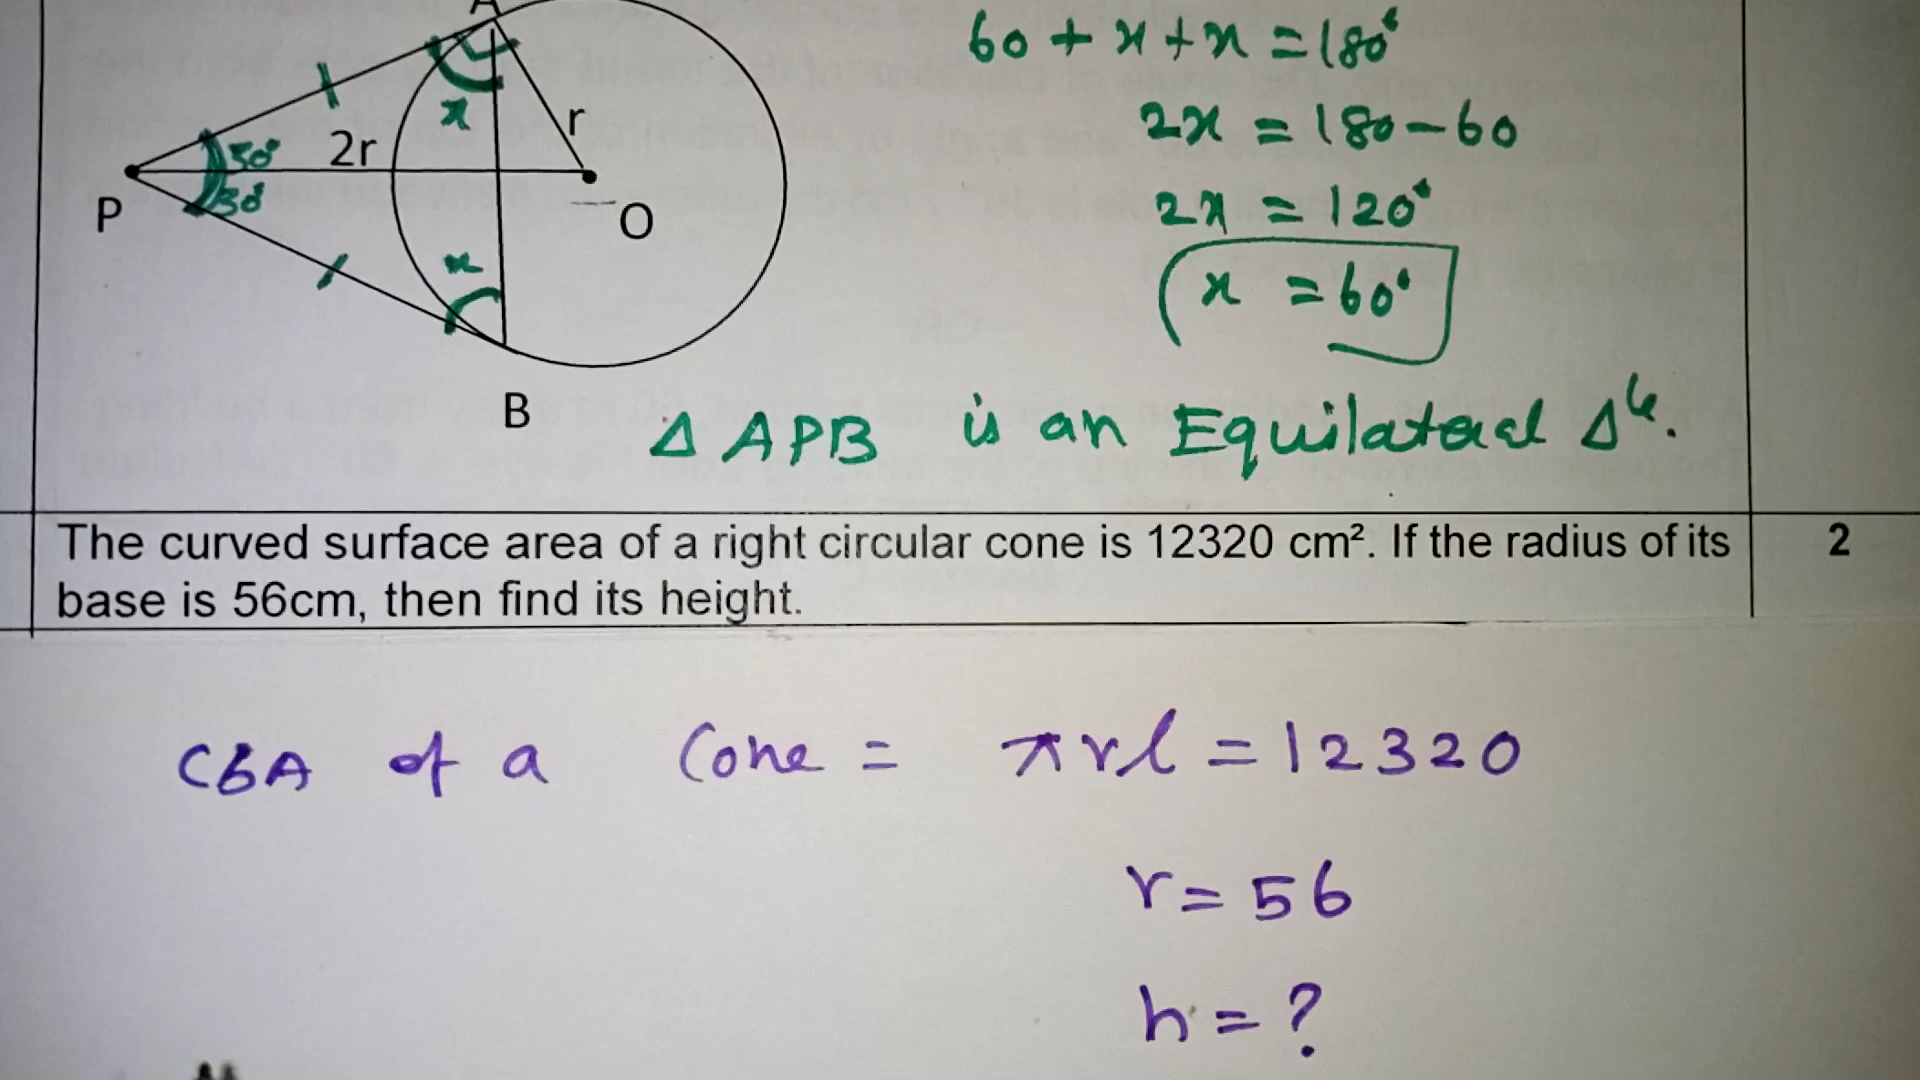 A
60 + x + x = 180°
2x = 180 - 60
2x = 120°
x = 60°
x
r
30°
2r
30°
P
O
x
B
Δ APB is an Equilateral Δle.
The curved surface area of a right circular cone is 12320 cm². If the radius of its
base is 56cm, then find its height.
2
CSA of a Cone = πrl = 12320
r = 56
h = ?